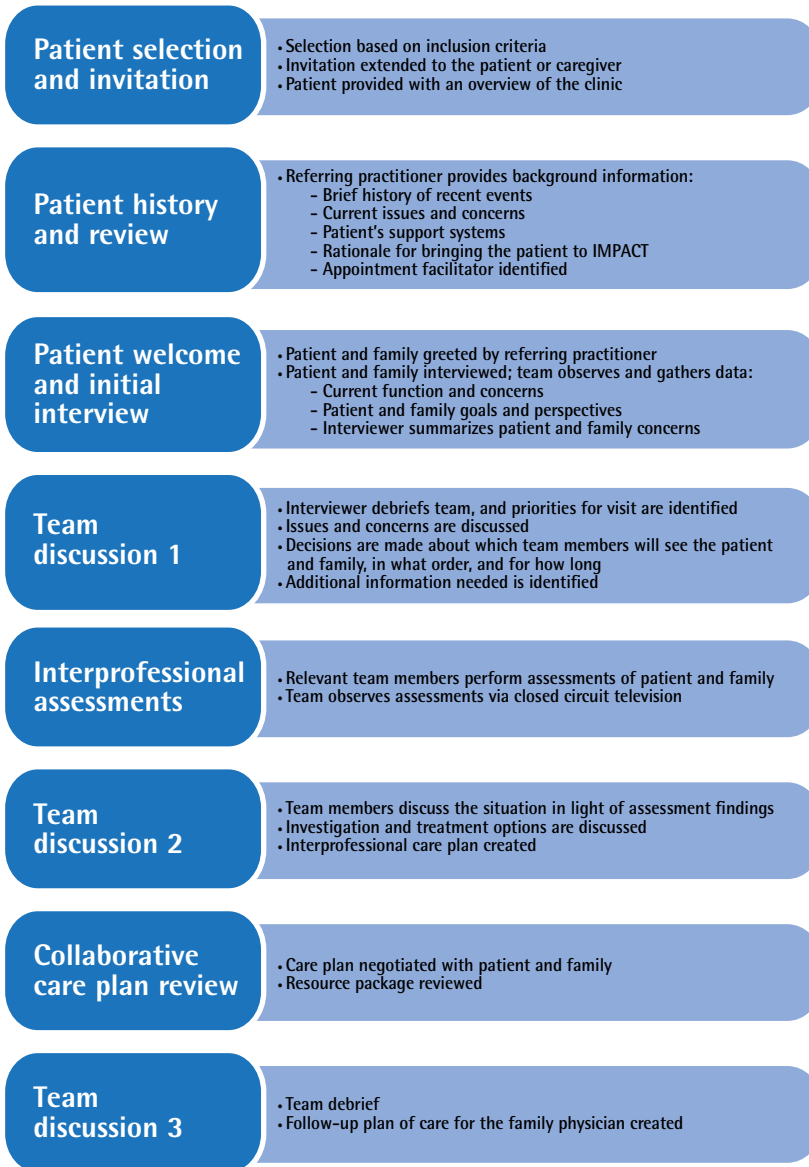 Patient selection
and invitation
• Selection based on inclusion criteria
• Invitation extended to the patient or caregiver
• Patient provided with an overview of the clinic
Patient history
and review
• Referring practitioner provides background information:
– Brief history of recent events
– Current issues and concerns
– Patient's support systems
– Rationale for bringing the patient to IMPACT
– Appointment facilitator identified
Patient welcome
and initial
interview
• Patient and family greeted by referring practitioner
• Patient and family interviewed; team observes and gathers data:
– Current function and concerns
– Patient and family goals and perspectives
– Interviewer summarizes patient and family concerns
Team
discussion 1
• Interviewer debriefs team, and priorities for visit are identified
• Issues and concerns are discussed
• Decisions are made about which team members will see the patient
and family, in what order, and for how long
• Additional information needed is identified
Interprofessional
assessments
• Relevant team members perform assessments of patient and family
• Team observes assessments via closed circuit television
Team
discussion 2
• Team members discuss the situation in light of assessment findings
• Investigation and treatment options are discussed
• Interprofessional care plan created
Collaborative
care plan review
• Care plan negotiated with patient and family
• Resource package reviewed
Team
discussion 3
• Team debrief
• Follow-up plan of care for the family physician created